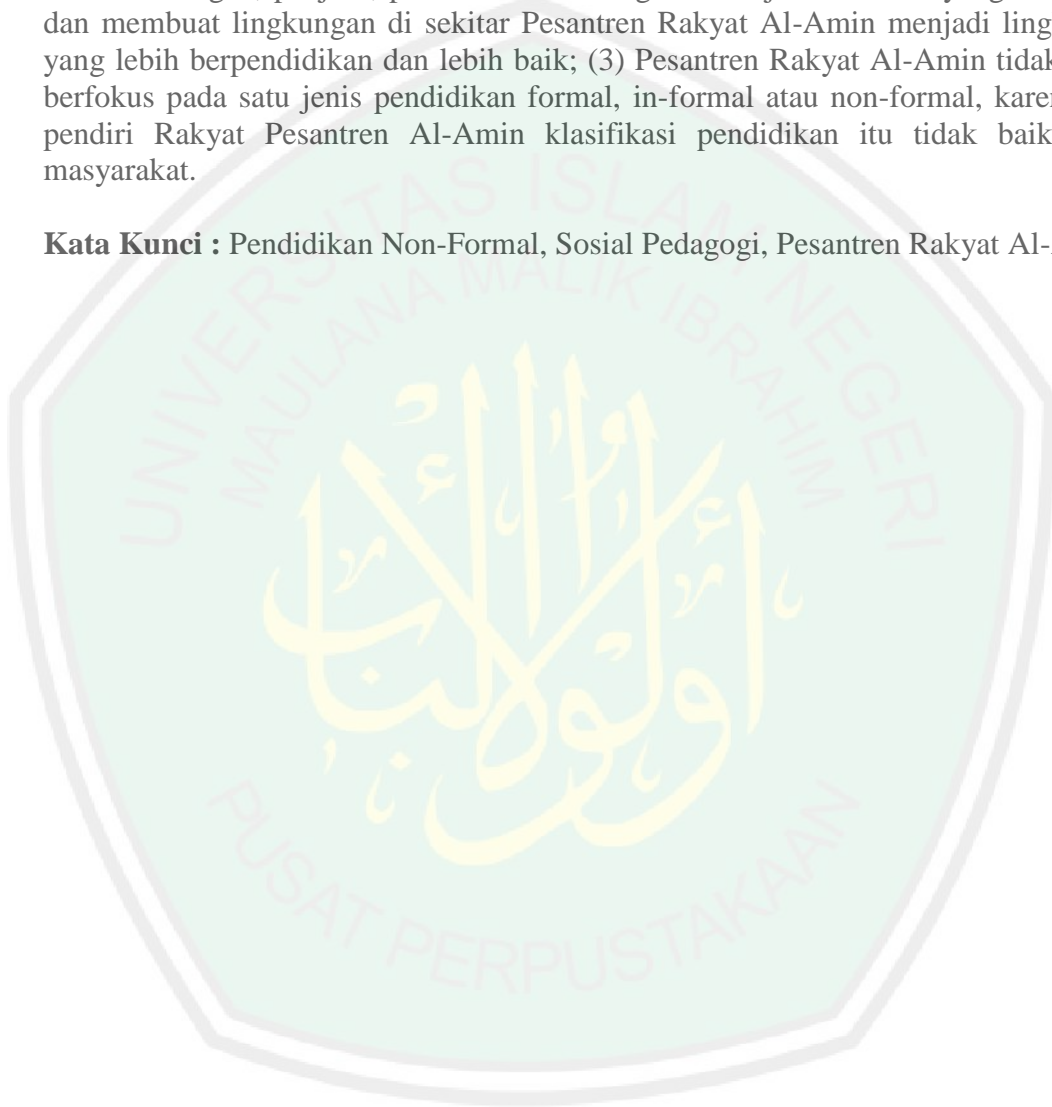 dan membuat lingkungan di sekitar Pesantren Rakyat Al-Amin menjadi
yang lebih berpendidikan dan lebih baik; (3) Pesantren Rakyat Al-Amin tidak
berfokus pada satu jenis pendidikan formal, in-formal atau non-formal,
pendiri Rakyat Pesantren Al-Amin klasifikasi pendidikan itu tidak baik
masyarakat.
Kata Kunci : Pendidikan Non-Formal, Sosial Pedagogi, Pesantren Rakyat
UNIVERSITAS ISLAM NEGERI
MAULANA MALIK IBRAHIM
أولوا الألباب
PUSAT PERPUSTAKAAN